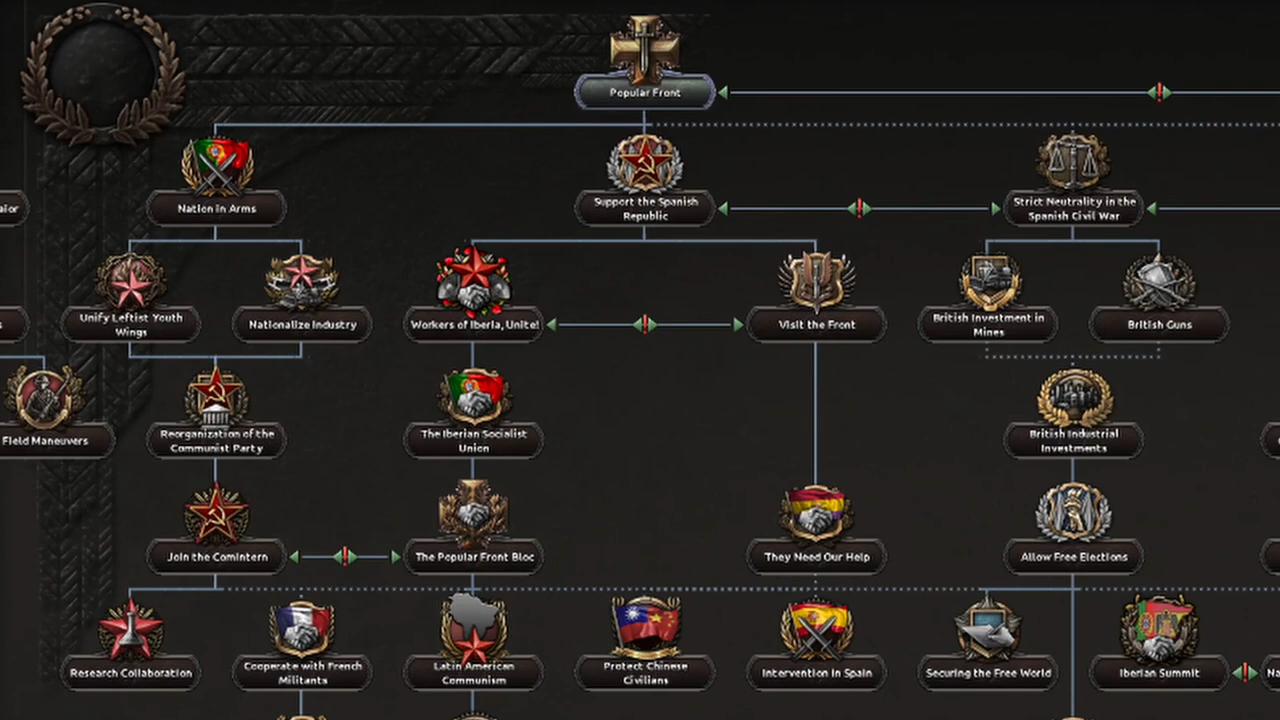 Popular Front
Nation in Arms
Support the Spanish
Republic
Strict Neutrality in the
Spanish Civil War
Unify Leftist Youth
Wings
Nationalize Industry
Workers of Iberia, Unite!
Visit the Front
British Investment in
Mines
British Guns
Field Maneuvers
Reorganization of the
Communist Party
The Iberian Socialist
Union
British Industrial
Investments
Join the Comintern
The Popular Front Bloc
They Need Our Help
Allow Free Elections
Research Collaboration
Cooperate with French
Militants
Latin American
Communism
Protect Chinese
Civilians
Intervention in Spain
Securing the Free World
Iberian Summit